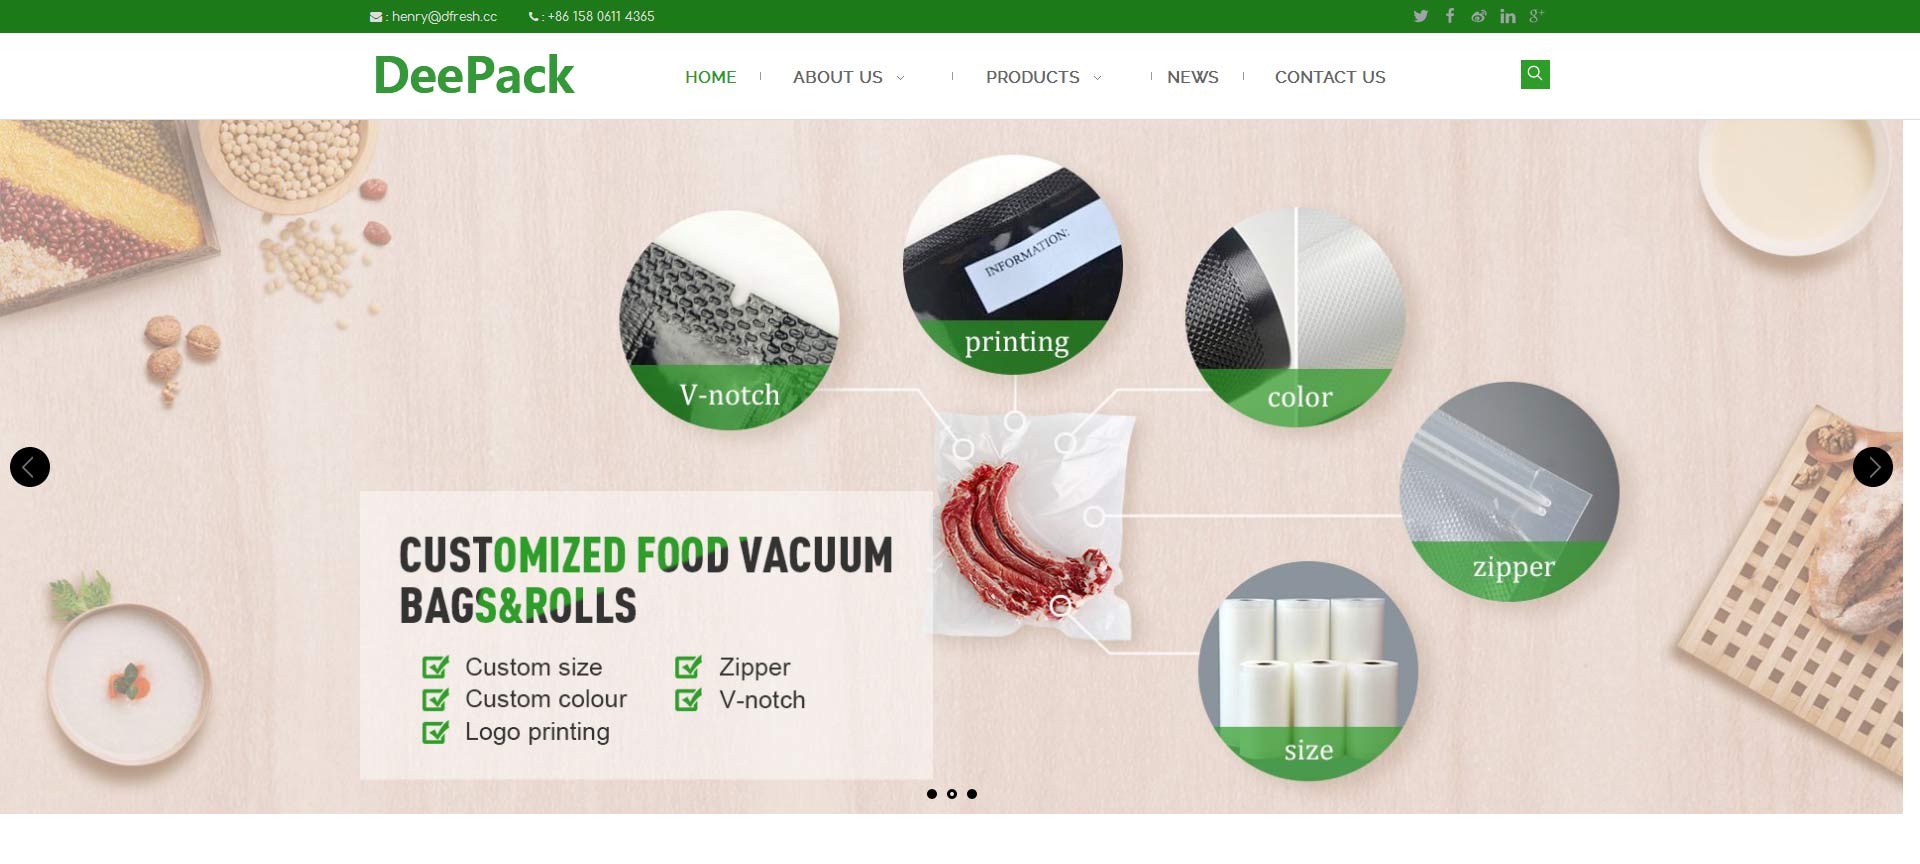 : henry@dfresh.cc : +86 158 0611 4365
DeePack
HOME ABOUT US PRODUCTS NEWS CONTACT US
INFORMATION:
printing
V-notch
color
zipper
size
CUSTOMIZED FOOD VACUUM
BAGS&ROLLS
Custom size Zipper
Custom colour V-notch
Logo printing